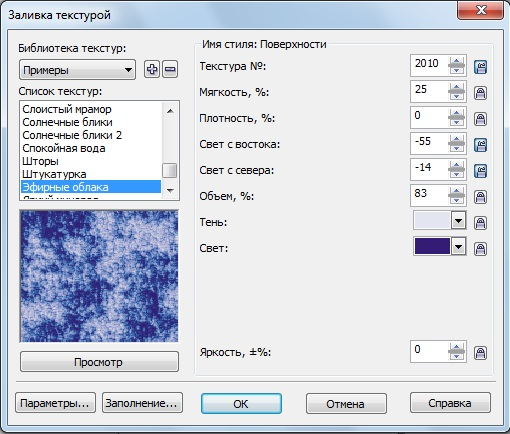 Заливка текстурой
Библиотека текстур:
Примеры
Список текстур:
Слоистый мрамор
Солнечные блики
Солнечные блики 2
Спокойная вода
Шторы
Штукатурка
Эфирные облака
Просмотр
Имя стиля: Поверхности
Текстура №: 2010
Мягкость, %: 25
Плотность, %: 0
Свет с востока: -55
Свет с севера: -14
Объем, %: 83
Тень:
Свет:
Яркость, ±%: 0
Параметры... Заполнение... OK Отмена Справка